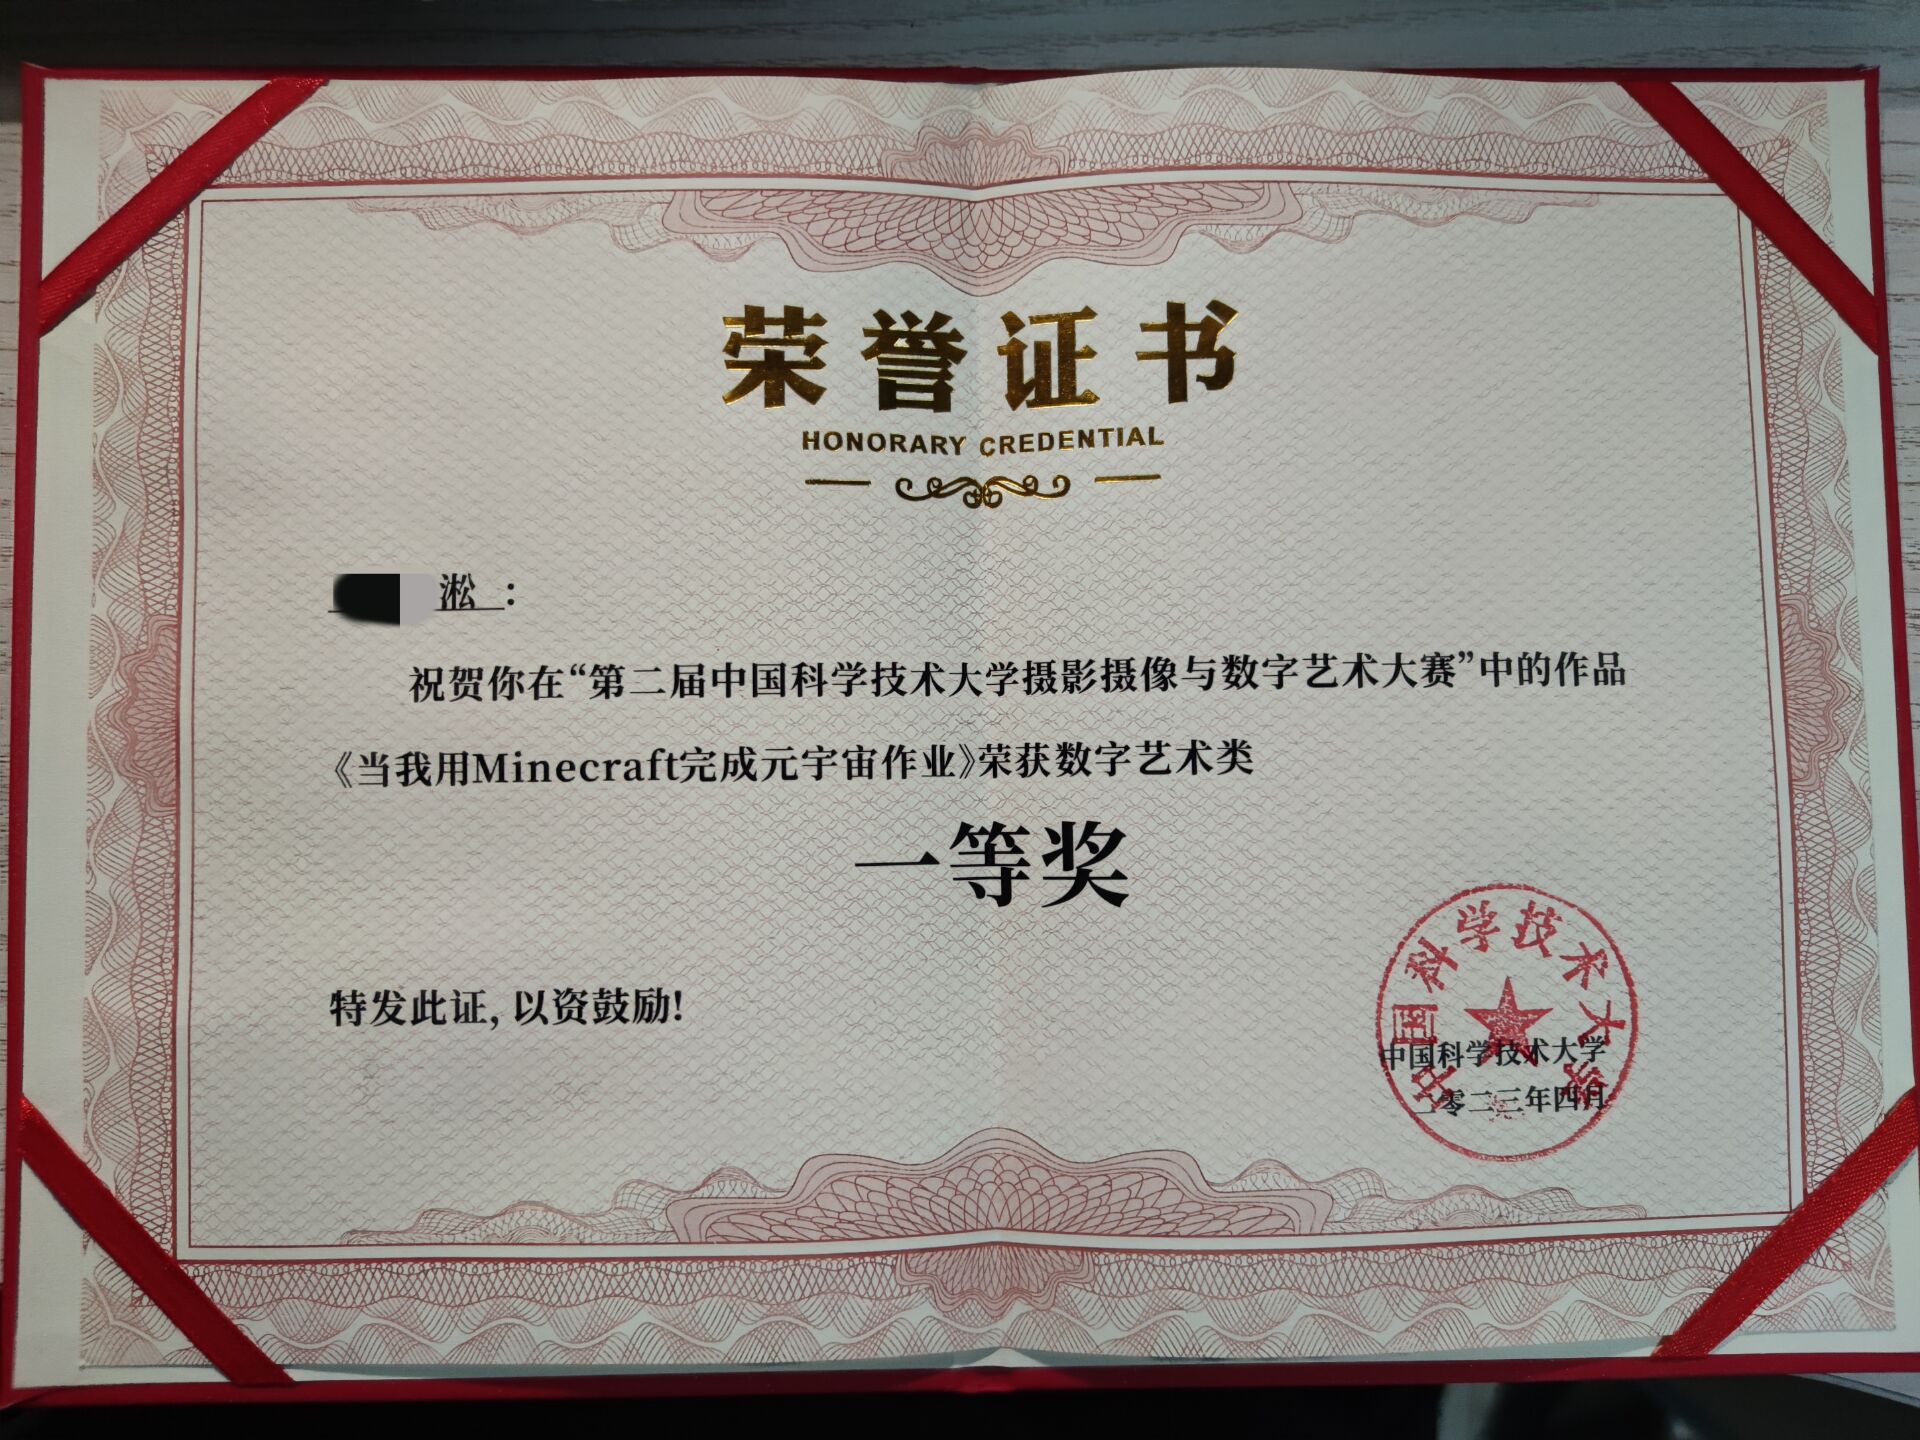 荣誉证书
HONORARY CREDENTIAL
淞：
祝贺你在“第二届中国科学技术大学摄影摄像与数字艺术大赛”中的作品
《当我用Minecraft完成元宇宙作业》荣获数字艺术类
一等奖
特发此证, 以资鼓励!
中国科学技术大学
中国科学技术大学
二零二三年四月